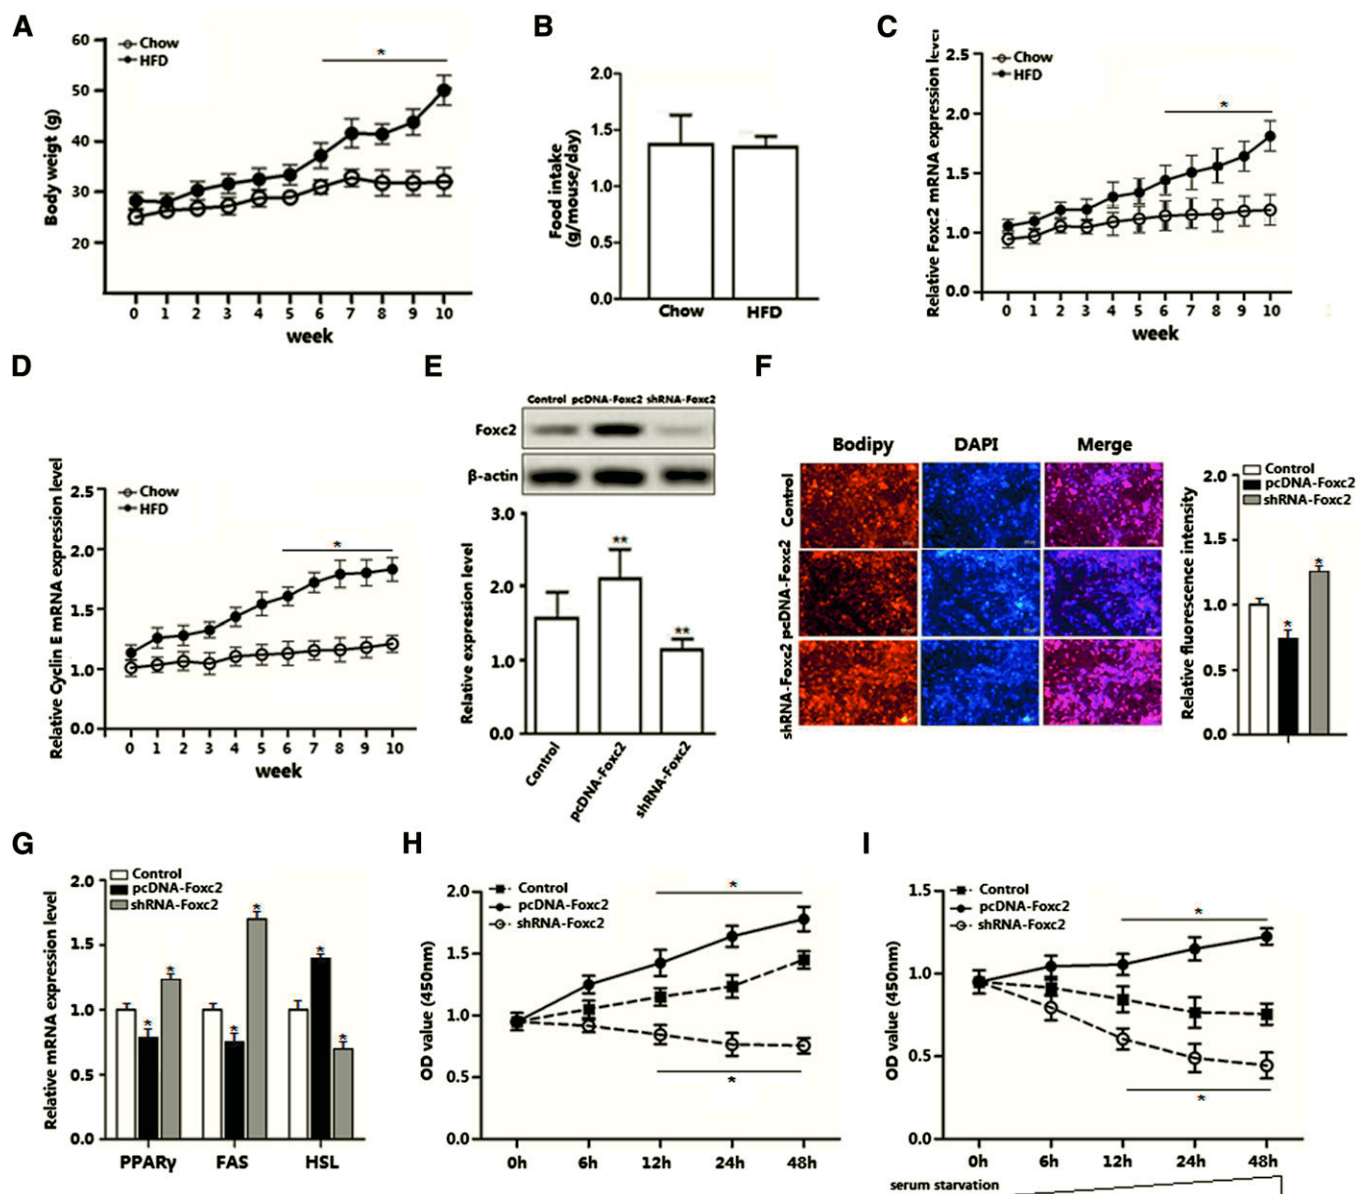 A
Body weigt (g)
60
50
40
30
20
Chow
HFD
*
0 1 2 3 4 5 6 7 8 9 10
week
B
Food intake
(g/mouse/day)
2.0
1.5
1.0
0.5
0.0
Chow HFD
C
Relative Foxc2 mRNA expression level
2.5
2.0
1.5
1.0
0.0
Chow
HFD
*
0 1 2 3 4 5 6 7 8 9 10
week
D
Relative Cyclin E mRNA expression level
2.5
2.0
1.5
1.0
0.0
Chow
HFD
*
0 1 2 3 4 5 6 7 8 9 10
week
E
Control pcDNA-Foxc2 shRNA-Foxc2
Foxc2
β-actin
Relative expression level
3.0
2.0
1.0
0.0
**
**
Control
pcDNA-Foxc2
shRNA-Foxc2
F
Bodipy DAPI Merge
Control
pcDNA-Foxc2
shRNA-Foxc2
Relative fluorescence intensity
2.0
1.5
1.0
0.5
0.0
Control
pcDNA-Foxc2
shRNA-Foxc2
*
*
G
Relative mRNA expression level
2.0
1.5
1.0
0.5
0.0
Control
pcDNA-Foxc2
shRNA-Foxc2
* * * * * *
PPARγ FAS HSL
H
OD value (450nm)
2.0
1.5
1.0
0.5
0.0
Control
pcDNA-Foxc2
shRNA-Foxc2
*
*
0h 6h 12h 24h 48h
I
OD value (450nm)
1.5
1.0
0.5
0.0
Control
pcDNA-Foxc2
shRNA-Foxc2
*
*
0h 6h 12h 24h 48h
serum starvation